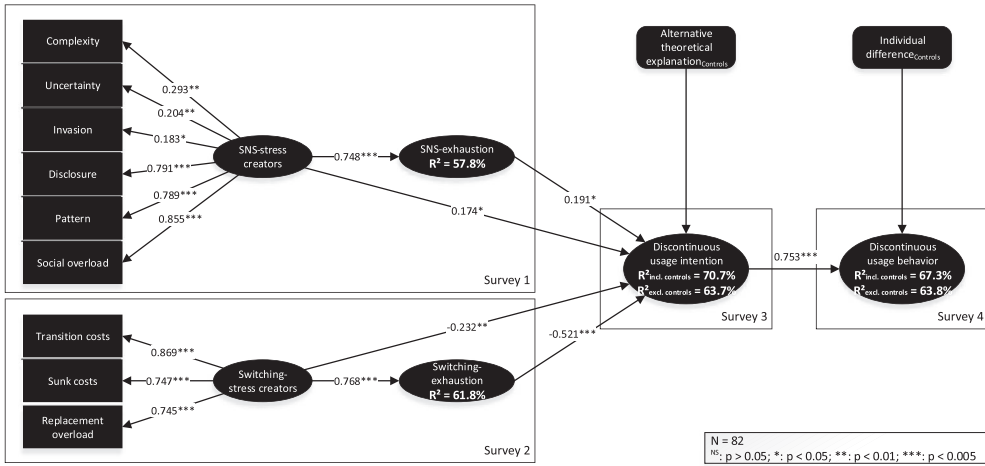 Complexity
Uncertainty
Invasion
Disclosure
Pattern
Social overload
0.293**
0.204**
0.183*
0.791***
0.789***
0.855***
SNS-stress
creators
0.748***
SNS-exhaustion
R² = 57.8%
0.174*
0.191*
Survey 1
Transition costs
Sunk costs
Replacement
overload
0.869***
0.747***
0.745***
Switching-
stress creators
0.768***
Switching-
exhaustion
R² = 61.8%
-0.232**
-0.521***
Survey 2
Alternative
theoretical
explanationControls
Discontinuous
usage intention
R²incl. controls = 70.7%
R²excl. controls = 63.7%
Survey 3
0.753***
Individual
differenceControls
Discontinuous
usage behavior
R²incl. controls = 67.3%
R²excl. controls = 63.8%
Survey 4
N = 82
NS: p > 0.05; *: p < 0.05; **: p < 0.01; ***: p < 0.005